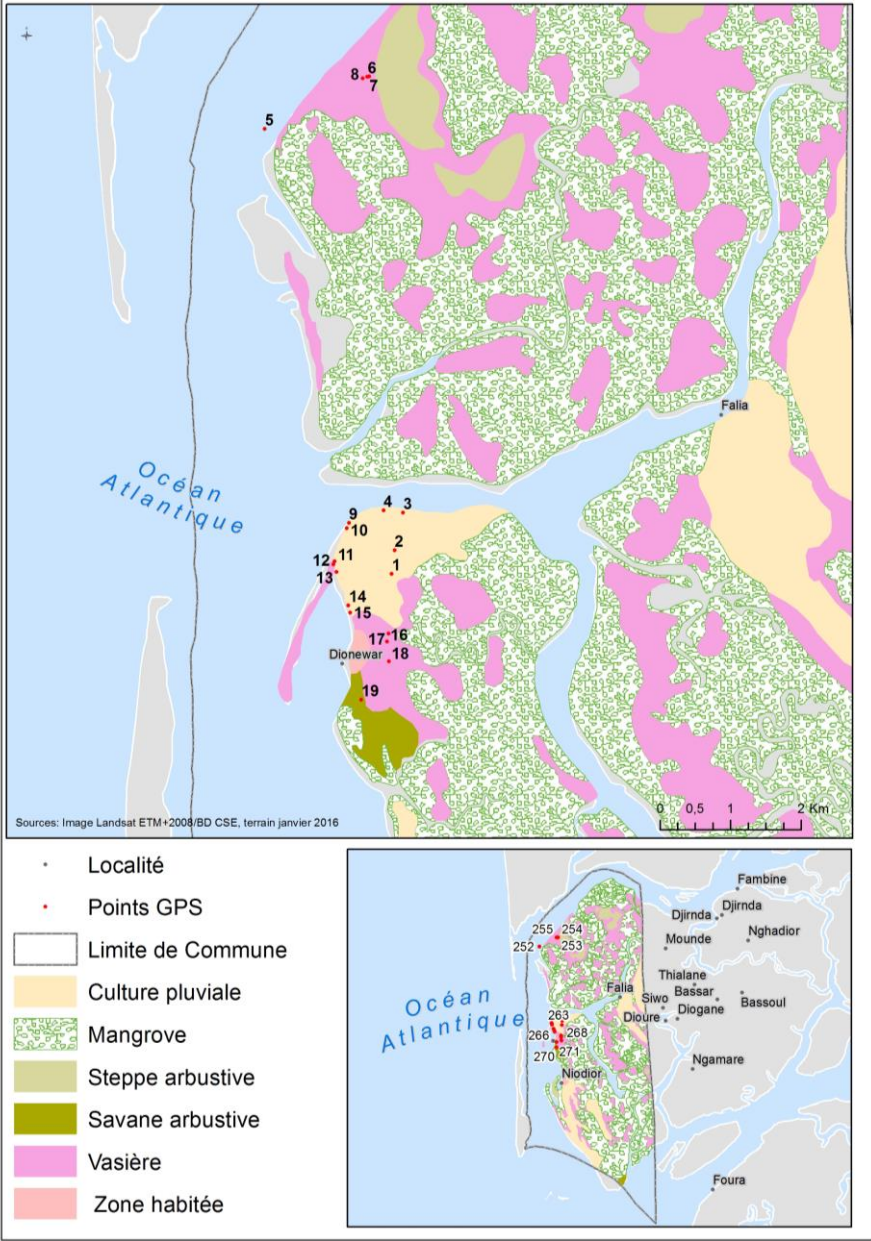 8 6
7
5
Falia
Océan
Atlantique
4 3
9
10
2
12 11
13
1
14
15
17 16
Dionewar
18
19
0 0,5 1 2 Km
Sources: Image Landsat ETM+2008/BD CSE, terrain janvier 2016
Localité
Points GPS
Limite de Commune
Culture pluviale
Mangrove
Steppe arbustive
Savane arbustive
Vasière
Zone habitée
Fambine
Djirnda
Djirnda
255 254
252 253
Mounde
Nghadior
Thialane
Bassar
Falia
Siwo
Bassoul
Océan
Atlantique
263
Dioure
Diogane
266 268
270 271
Niodior
Ngamare
Foura